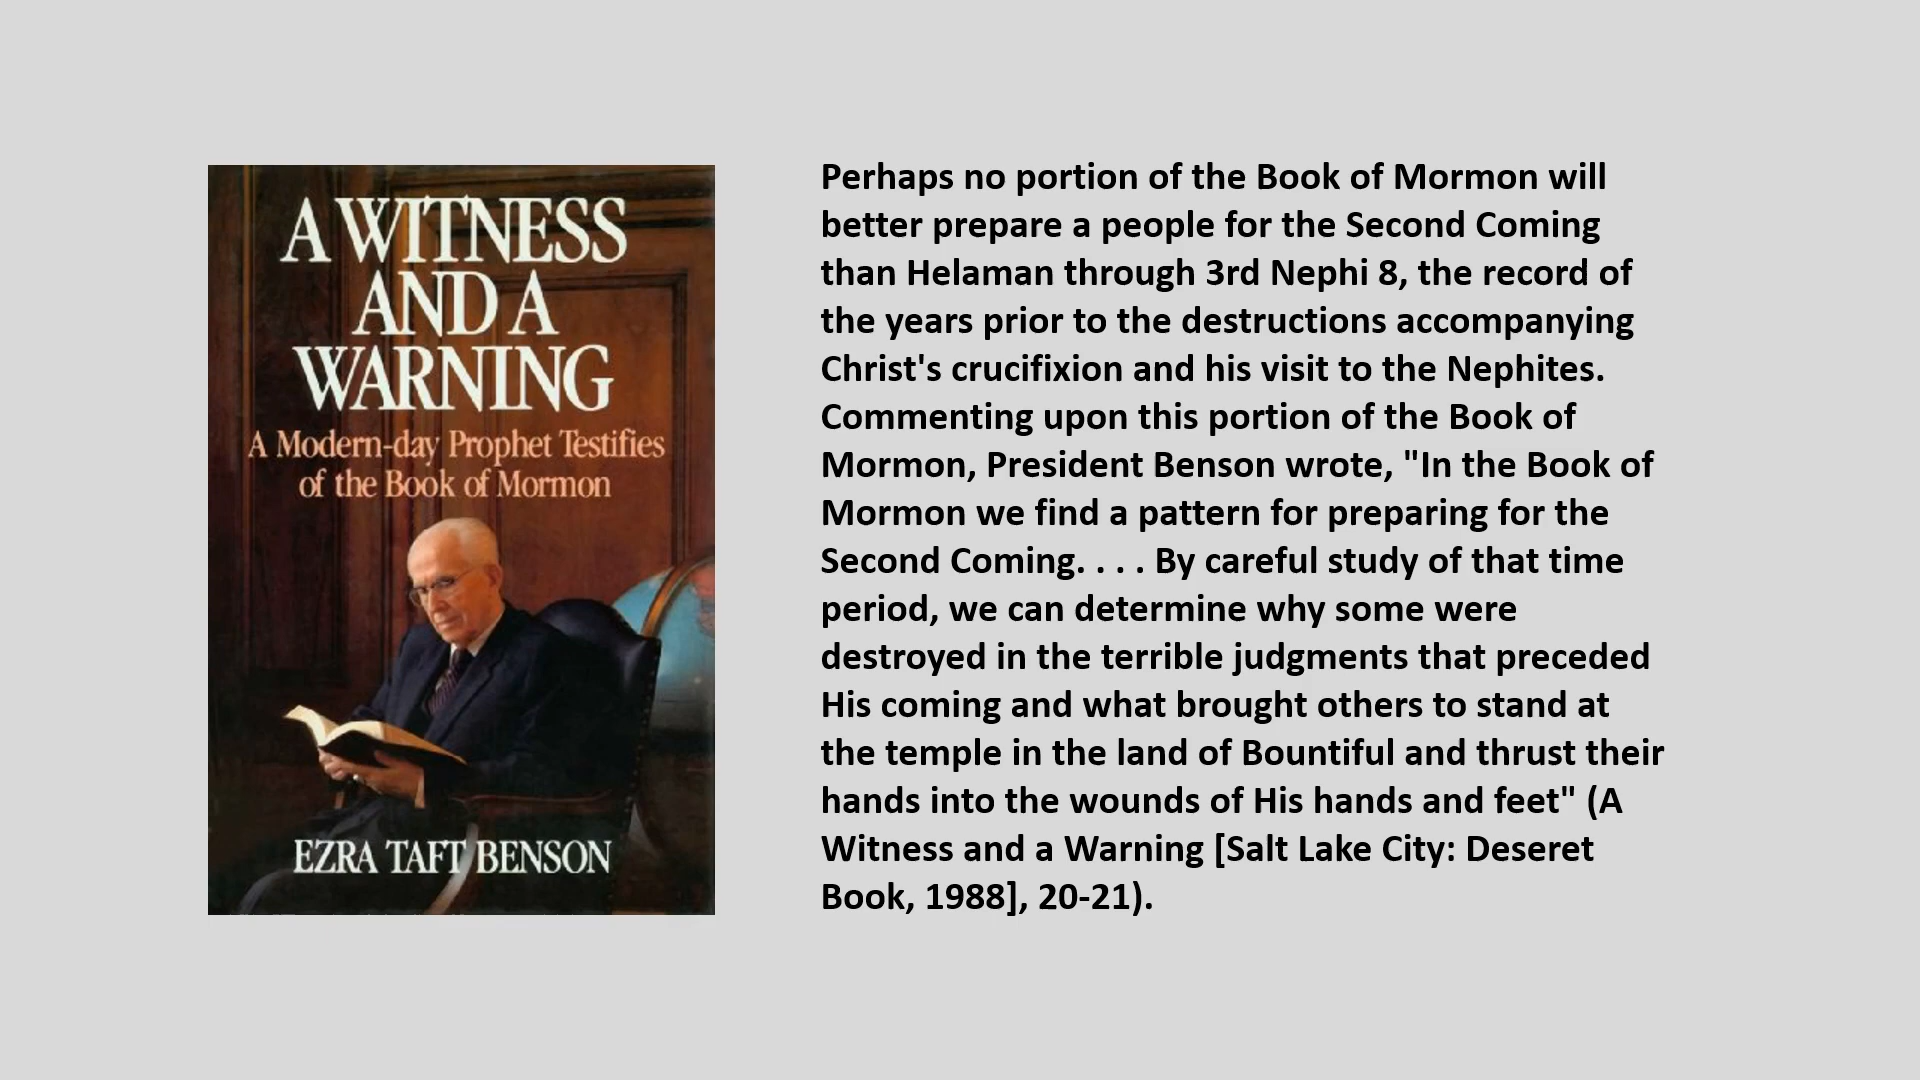 A WITNESS
AND A
WARNING
A Modern-day Prophet Testifies
of the Book of Mormon
EZRA TAFT BENSON
Perhaps no portion of the Book of Mormon will
better prepare a people for the Second Coming
than Helaman through 3rd Nephi 8, the record of
the years prior to the destructions accompanying
Christ's crucifixion and his visit to the Nephites.
Commenting upon this portion of the Book of
Mormon, President Benson wrote, "In the Book of
Mormon we find a pattern for preparing for the
Second Coming. . . . By careful study of that time
period, we can determine why some were
destroyed in the terrible judgments that preceded
His coming and what brought others to stand at
the temple in the land of Bountiful and thrust their
hands into the wounds of His hands and feet" (A
Witness and a Warning [Salt Lake City: Deseret
Book, 1988], 20-21).